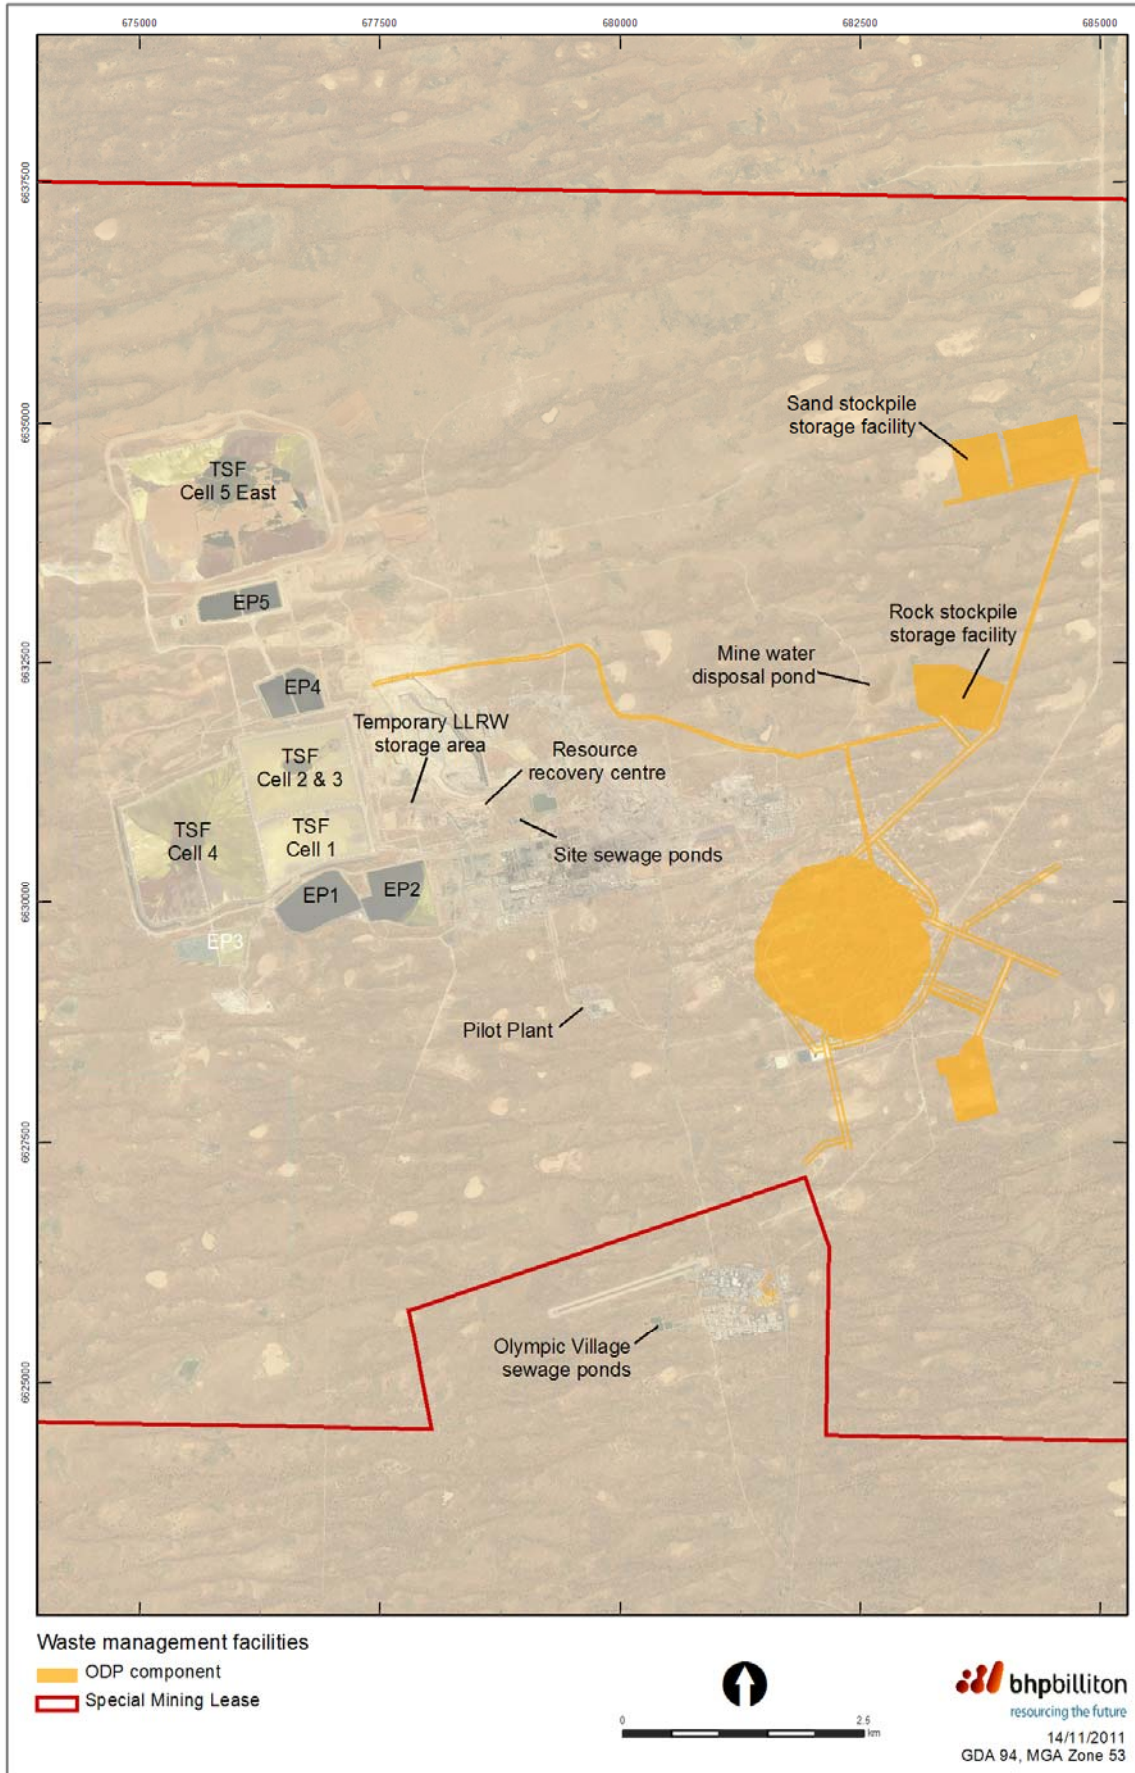 675000
677500
680000
682500
685000
6637500
6635000
6632500
6630000
6627500
6625000
Sand stockpile
storage facility
TSF
Cell 5 East
EP5
Rock stockpile
storage facility
Mine water
disposal pond
EP4
Temporary LLRW
storage area
Resource
recovery centre
TSF
Cell 2 & 3
TSF
Cell 4
TSF
Cell 1
Site sewage ponds
EP1
EP2
EP3
Pilot Plant
Olympic Village
sewage ponds
Waste management facilities
ODP component
Special Mining Lease
0
2.5
km
bhpbilliton
resourcing the future
14/11/2011
GDA 94, MGA Zone 53